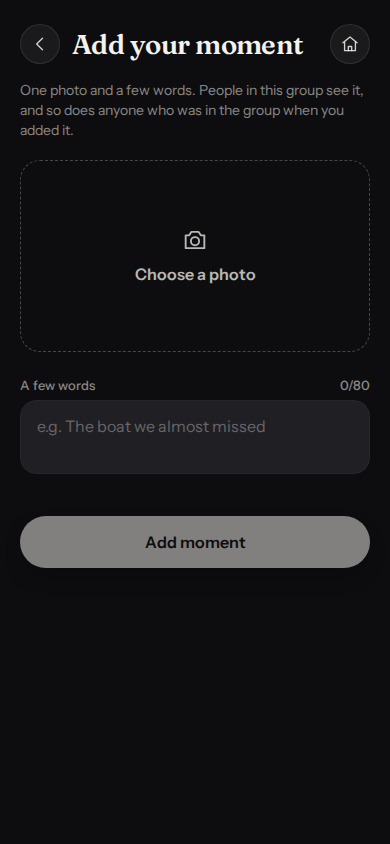 Add your moment
One photo and a few words. People in this group see it,
and so does anyone who was in the group when you
added it.
Choose a photo
A few words 0/80
e.g. The boat we almost missed
Add moment